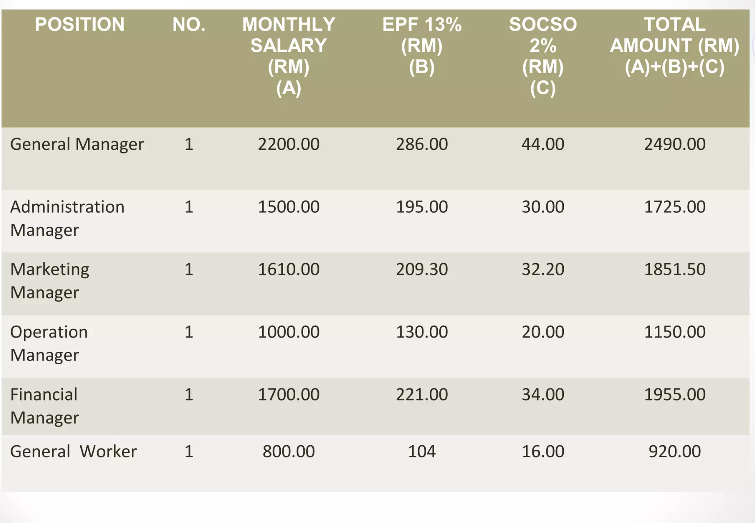 POSITION NO. MONTHLY SALARY (RM) (A) EPF 13% (RM) (B) SOCSO 2% (RM) (C) TOTAL AMOUNT (RM) (A)+(B)+(C)
General Manager 1 2200.00 286.00 44.00 2490.00
Administration Manager 1 1500.00 195.00 30.00 1725.00
Marketing Manager 1 1610.00 209.30 32.20 1851.50
Operation Manager 1 1000.00 130.00 20.00 1150.00
Financial Manager 1 1700.00 221.00 34.00 1955.00
General Worker 1 800.00 104 16.00 920.00